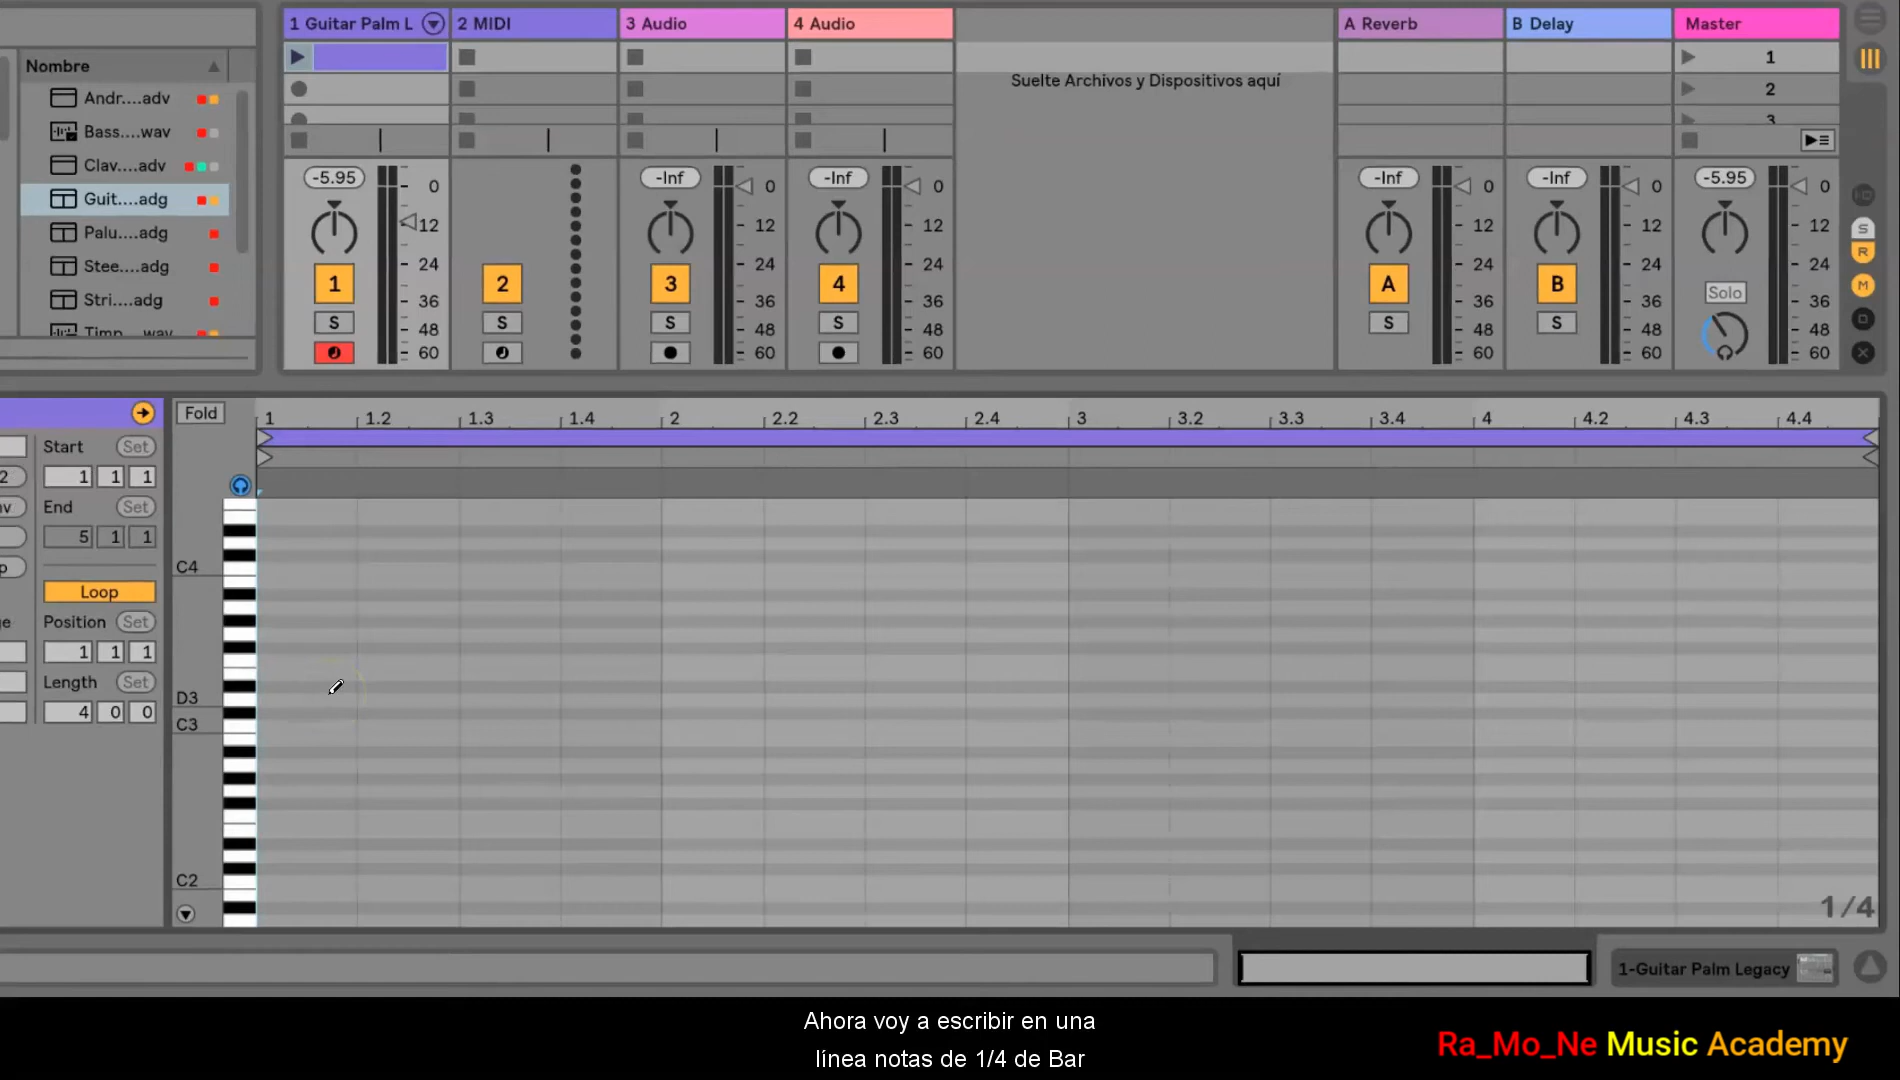 1 Guitar Palm L
2 MIDI
3 Audio
4 Audio
A Reverb
B Delay
Master
Nombre
Andr....adv
Bass....wav
Clav....adv
Guit....adg
Palu....adg
Stee....adg
Stri....adg
Timp....wav
Suelte Archivos y Dispositivos aquí
1
2
3
-5.95
-Inf
-Inf
-Inf
-Inf
-5.95
0
12
24
36
48
60
0
12
24
36
48
60
0
12
24
36
48
60
0
12
24
36
48
60
0
12
24
36
48
60
0
12
24
36
48
60
1
2
3
4
A
B
Solo
S
S
S
S
S
S
S
R
M
D
Fold
1
1.2
1.3
1.4
2
2.2
2.3
2.4
3
3.2
3.3
3.4
4
4.2
4.3
4.4
Start Set
1 1 1
End Set
5 1 1
Loop
Position Set
1 1 1
Length Set
4 0 0
C4
D3
C3
C2
1/4
1-Guitar Palm Legacy
Ahora voy a escribir en una
línea notas de 1/4 de Bar
Ra_Mo_Ne Music Academy